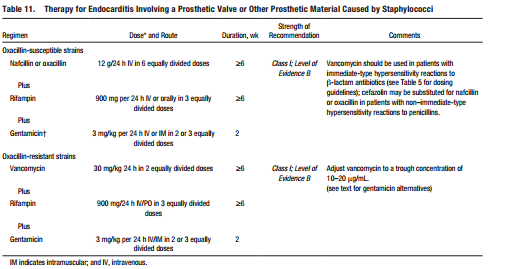 Table 11. Therapy for Endocarditis Involving a Prosthetic Valve or Other Prosthetic Material Caused by Staphylococci
Regimen Dose* and Route Duration, wk Strength of Recommendation Comments
Oxacillin-susceptible strains
Nafcillin or oxacillin 12 g/24 h IV in 6 equally divided doses ≥6 Class I; Level of Evidence B Vancomycin should be used in patients with
immediate-type hypersensitivity reactions to
β-lactam antibiotics (see Table 5 for dosing
guidelines); cefazolin may be substituted for nafcillin
or oxacillin in patients with non–immediate-type
hypersensitivity reactions to penicillins.
Plus
Rifampin 900 mg per 24 h IV or orally in 3 equally ≥6
divided doses
Plus
Gentamicin† 3 mg/kg per 24 h IV or IM in 2 or 3 equally 2
divided doses
Oxacillin-resistant strains
Vancomycin 30 mg/kg 24 h in 2 equally divided doses ≥6 Class I; Level of Evidence B Adjust vancomycin to a trough concentration of
10–20 μg/mL.
(see text for gentamicin alternatives)
Plus
Rifampin 900 mg/24 h IV/PO in 3 equally divided ≥6
doses
Plus
Gentamicin 3 mg/kg per 24 h IV/IM in 2 or 3 equally 2
divided doses
IM indicates intramuscular; and IV, intravenous.